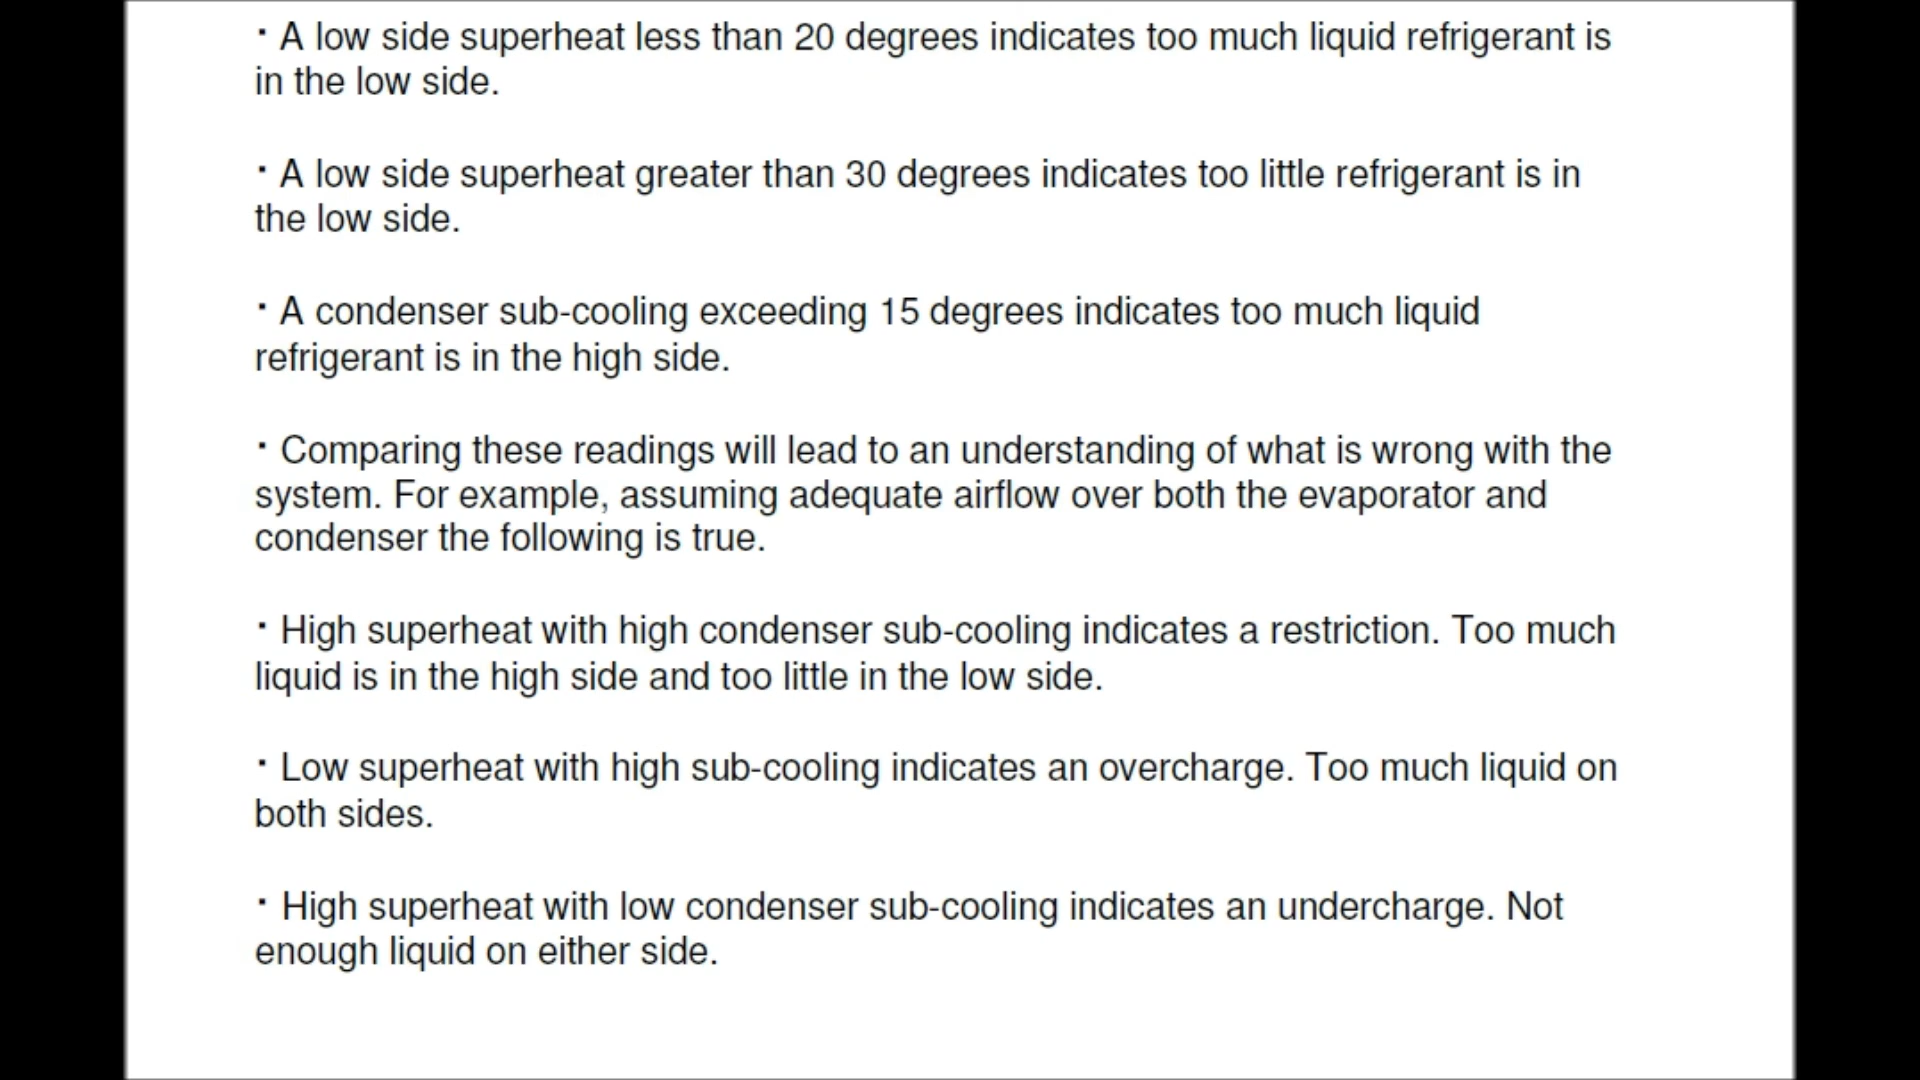 · A low side superheat less than 20 degrees indicates too much liquid refrigerant is
in the low side.
· A low side superheat greater than 30 degrees indicates too little refrigerant is in
the low side.
· A condenser sub-cooling exceeding 15 degrees indicates too much liquid
refrigerant is in the high side.
· Comparing these readings will lead to an understanding of what is wrong with the
system. For example, assuming adequate airflow over both the evaporator and
condenser the following is true.
· High superheat with high condenser sub-cooling indicates a restriction. Too much
liquid is in the high side and too little in the low side.
· Low superheat with high sub-cooling indicates an overcharge. Too much liquid on
both sides.
· High superheat with low condenser sub-cooling indicates an undercharge. Not
enough liquid on either side.